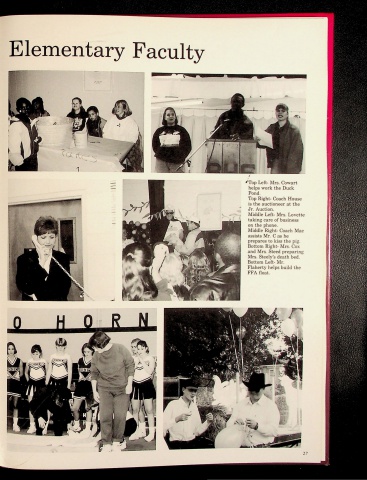 Elementary Faculty
Top Left: Mrs. Cowart
helps work the Duck
Pond.
Top Right: Coach House
is the auctioneer at the
Jr. Auction.
Middle Left: Mrs. Lovette
taking care of business
on the phone.
Middle Right: Coach Mac
assists Mr. C as he
prepares to kiss the pig.
Bottom Right: Mrs. Cox
and Mrs. Steed preparing
Mrs. Steely's death bed.
Bottom Left: Mr.
Flaherty helps build the
FFA float.
O HORN
27